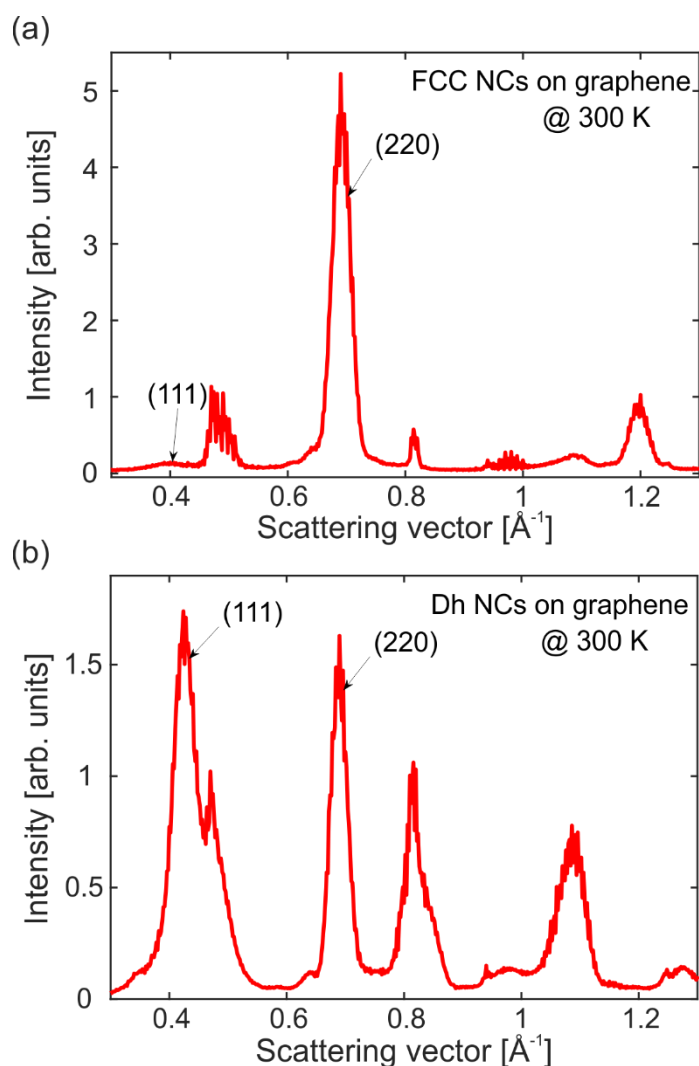 (a)
FCC NCs on graphene
@ 300 K
(220)
(111)
Intensity [arb. units]
5
4
3
2
1
0
0.4 0.6 0.8 1 1.2
Scattering vector [Å⁻¹]
(b)
Dh NCs on graphene
@ 300 K
(111)
(220)
Intensity [arb. units]
1.5
1
0.5
0
0.4 0.6 0.8 1 1.2
Scattering vector [Å⁻¹]